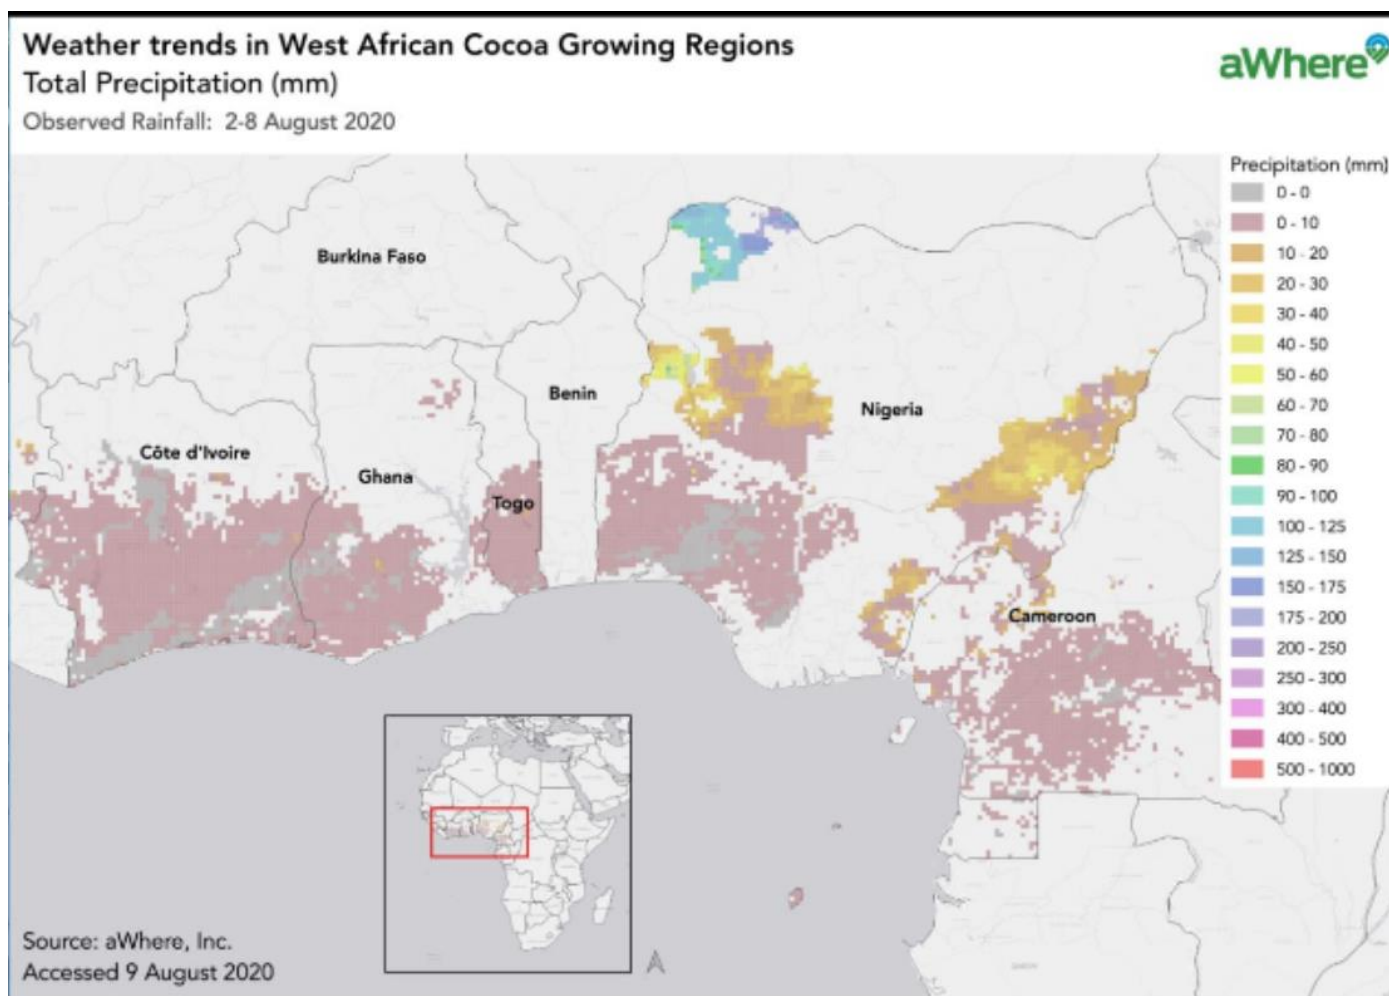 Weather trends in West African Cocoa Growing Regions
Total Precipitation (mm)
Observed Rainfall: 2-8 August 2020
aWhere
Precipitation (mm)
0 - 0
0 - 10
10 - 20
20 - 30
30 - 40
40 - 50
50 - 60
60 - 70
70 - 80
80 - 90
90 - 100
100 - 125
125 - 150
150 - 175
175 - 200
200 - 250
250 - 300
300 - 400
400 - 500
500 - 1000
Burkina Faso
Benin
Nigeria
Côte d'Ivoire
Ghana
Togo
Cameroon
Source: aWhere, Inc.
Accessed 9 August 2020